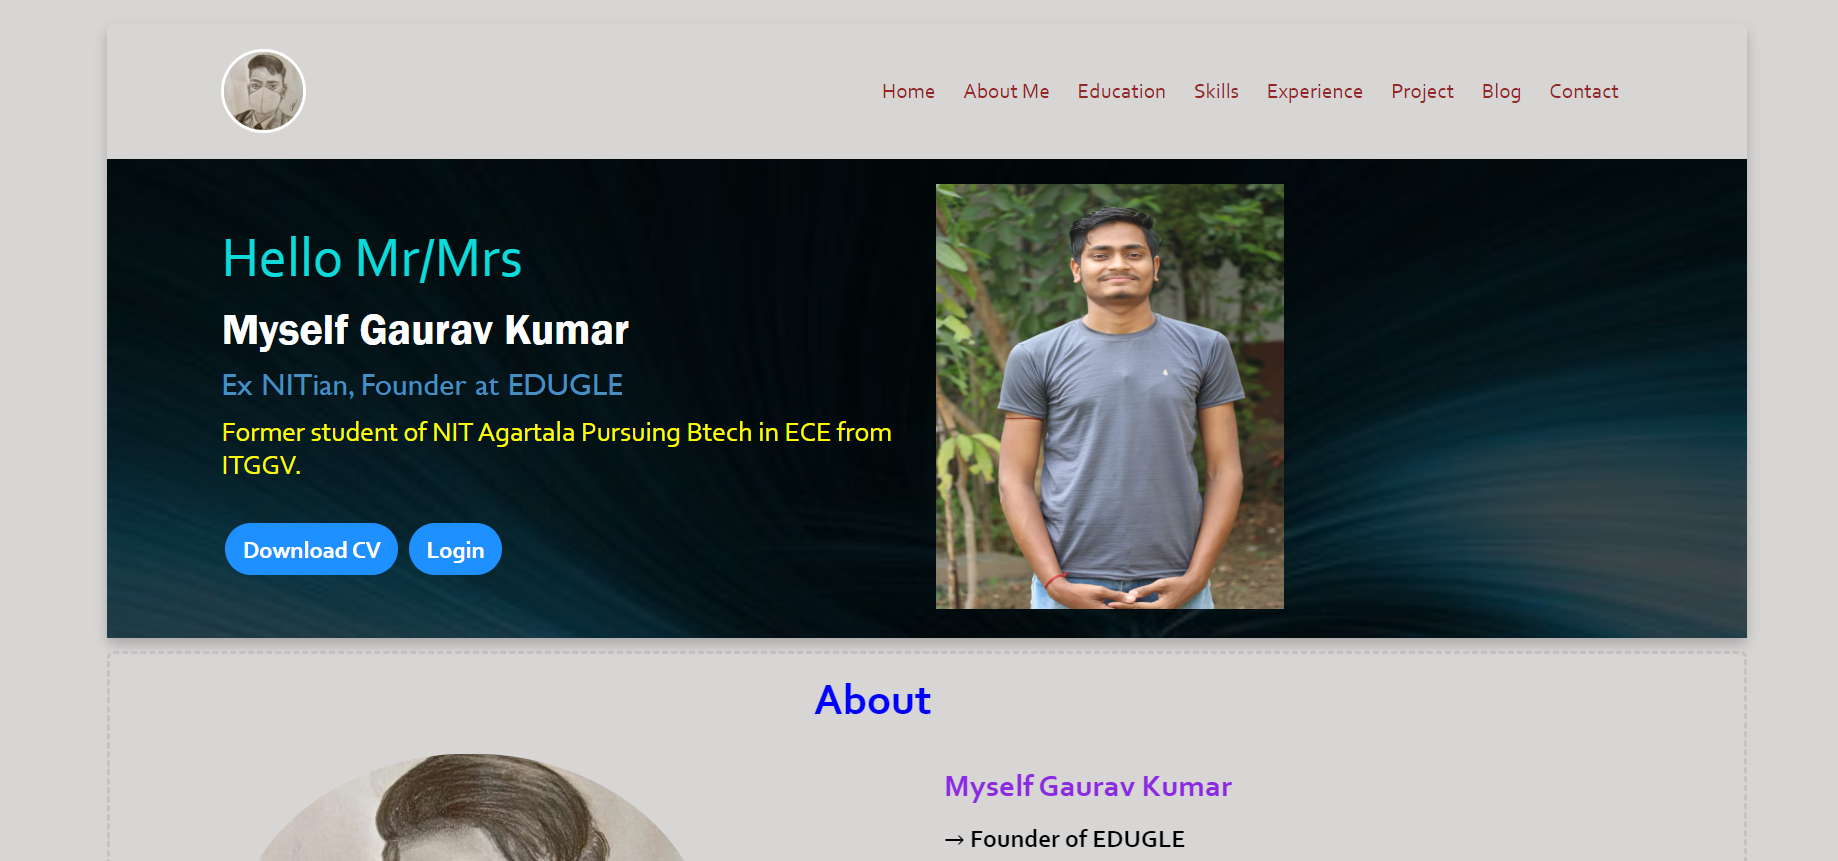 Home About Me Education Skills Experience Project Blog Contact
Hello Mr/Mrs
Myself Gaurav Kumar
Ex NITian, Founder at EDUGLE
Former student of NIT Agartala Pursuing Btech in ECE from
ITGGV.
Download CV Login
About
Myself Gaurav Kumar
→ Founder of EDUGLE